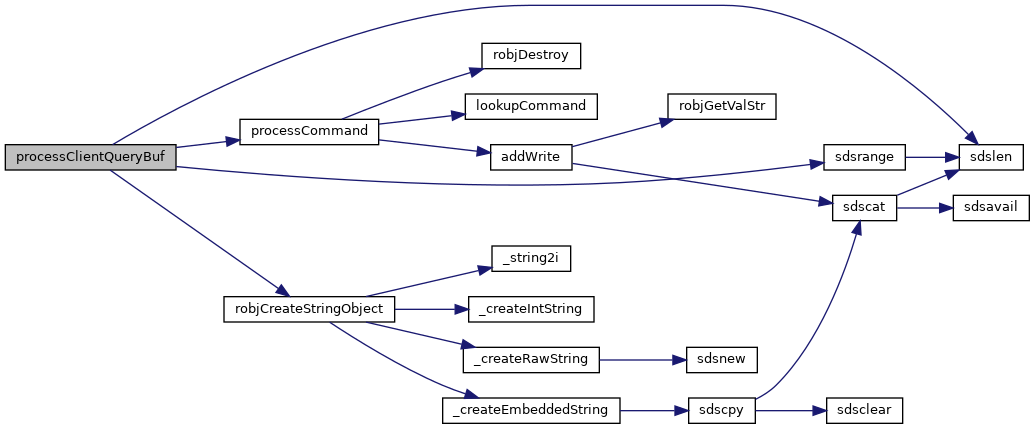 robjDestroy
lookupCommand
robjGetValStr
processCommand
processClientQueryBuf
addWrite
sdsrange
sdslen
sdscat
sdsavail
_string2i
robjCreateStringObject
_createIntString
_createRawString
sdsnew
_createEmbeddedString
sdscpy
sdsclear